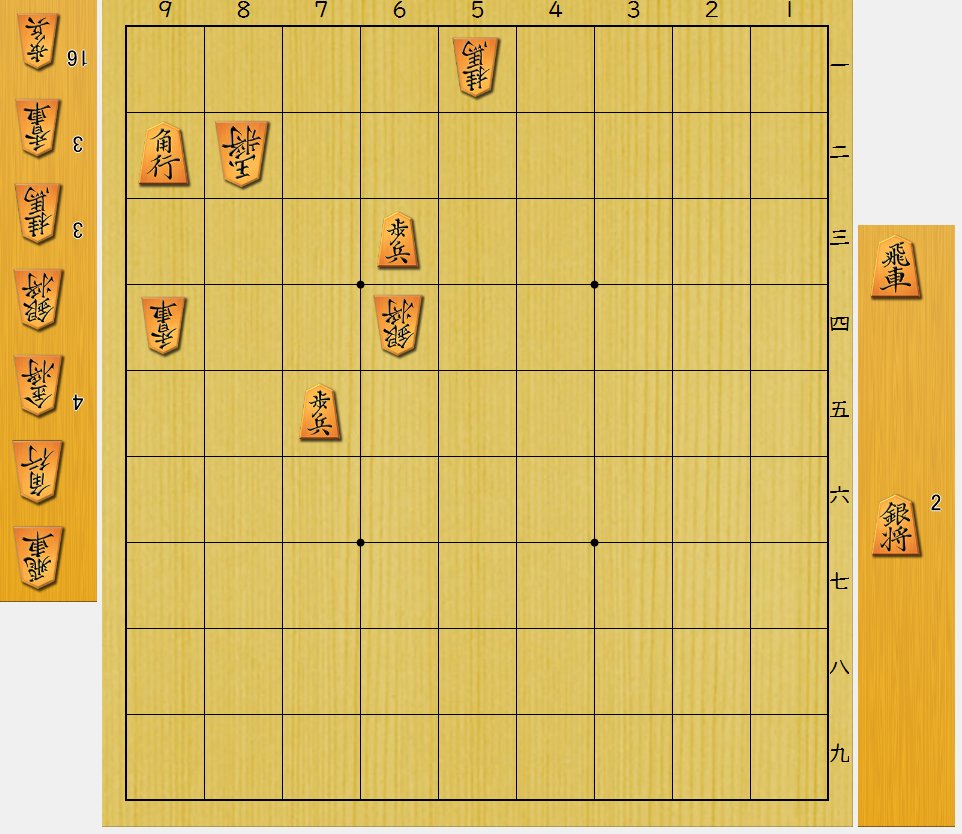 9 8 7 6 5 4 3 2 1
歩兵 16
香車 3
桂馬 3
銀将
金将 4
角行
飛車
桂馬
一
角行 玉将
二
歩兵
三
香車 銀将
四
歩兵
五
六
七
八
九
飛車
銀将 2